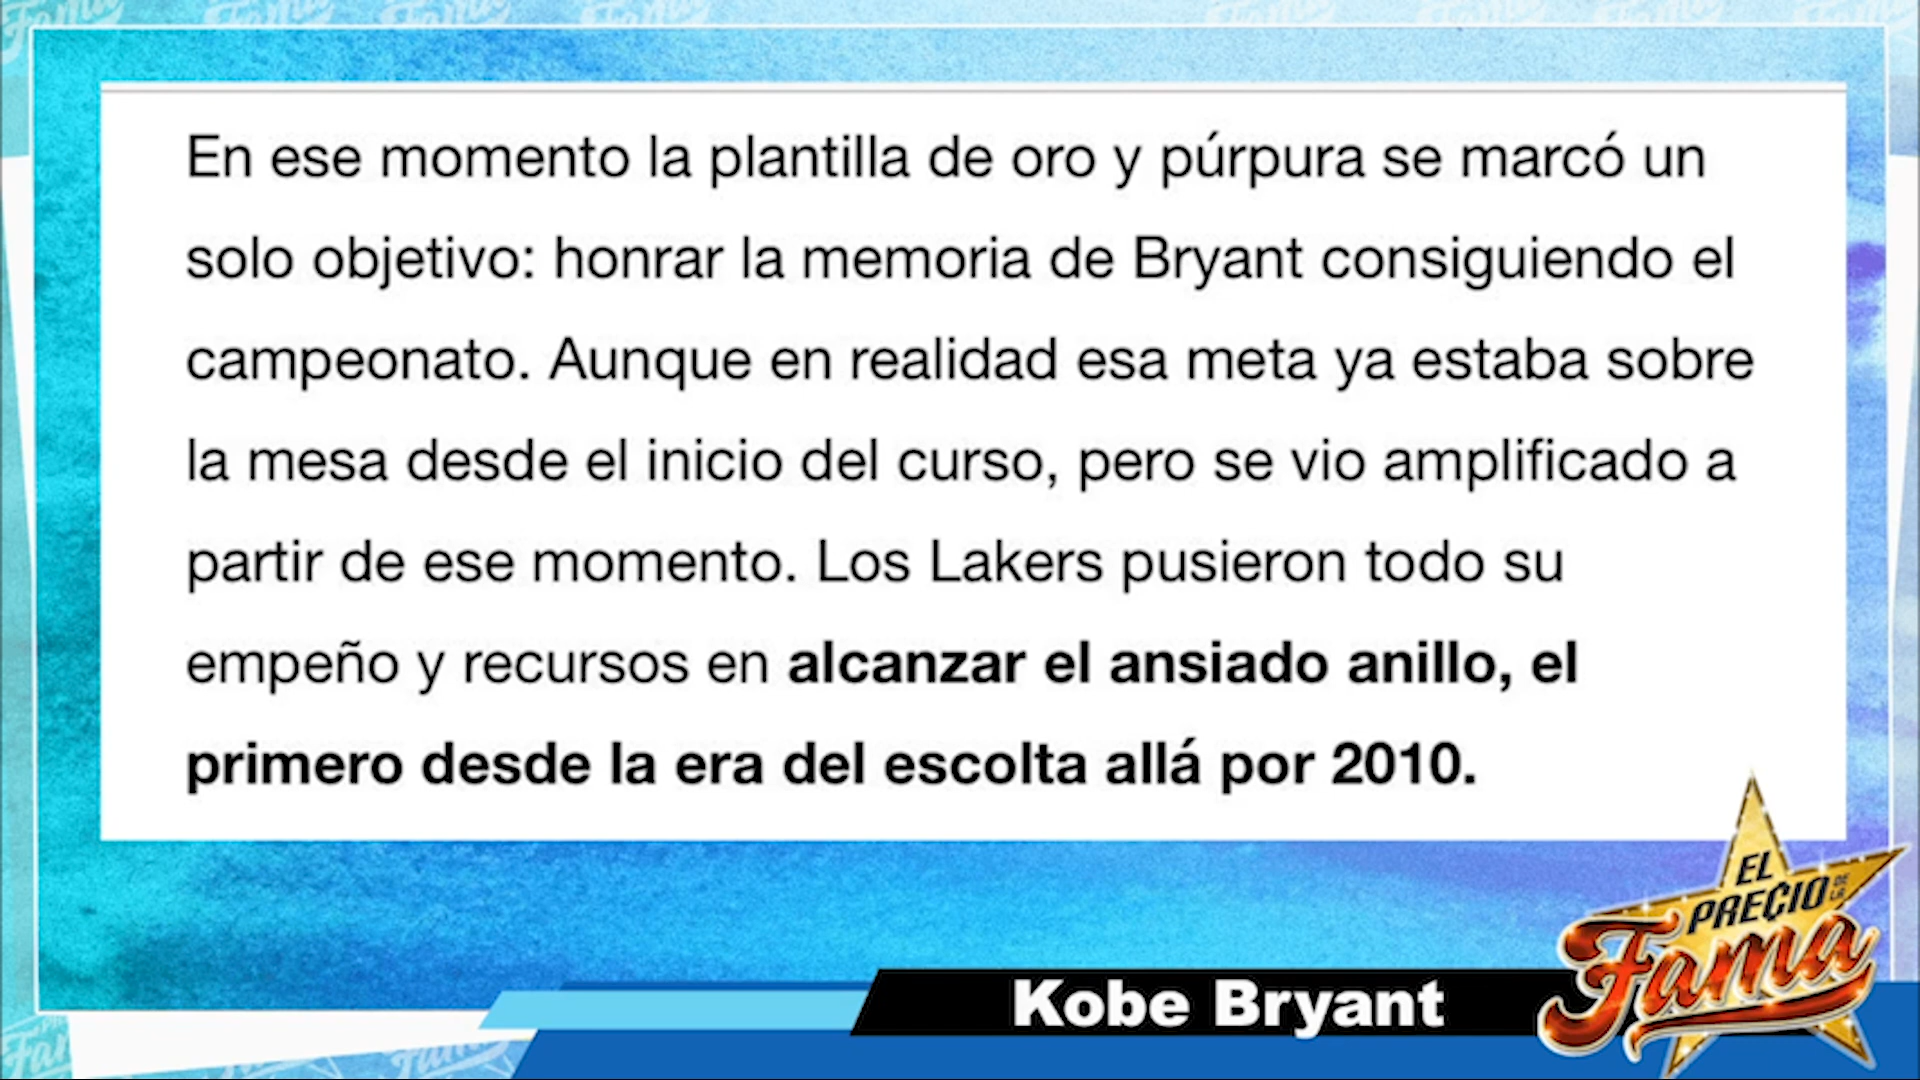 En ese momento la plantilla de oro y púrpura se marcó un
solo objetivo: honrar la memoria de Bryant consiguiendo el
campeonato. Aunque en realidad esa meta ya estaba sobre
la mesa desde el inicio del curso, pero se vio amplificado a
partir de ese momento. Los Lakers pusieron todo su
empeño y recursos en alcanzar el ansiado anillo, el
primero desde la era del escolta allá por 2010.
EL
PRECIO DE LA
Fama
Kobe Bryant